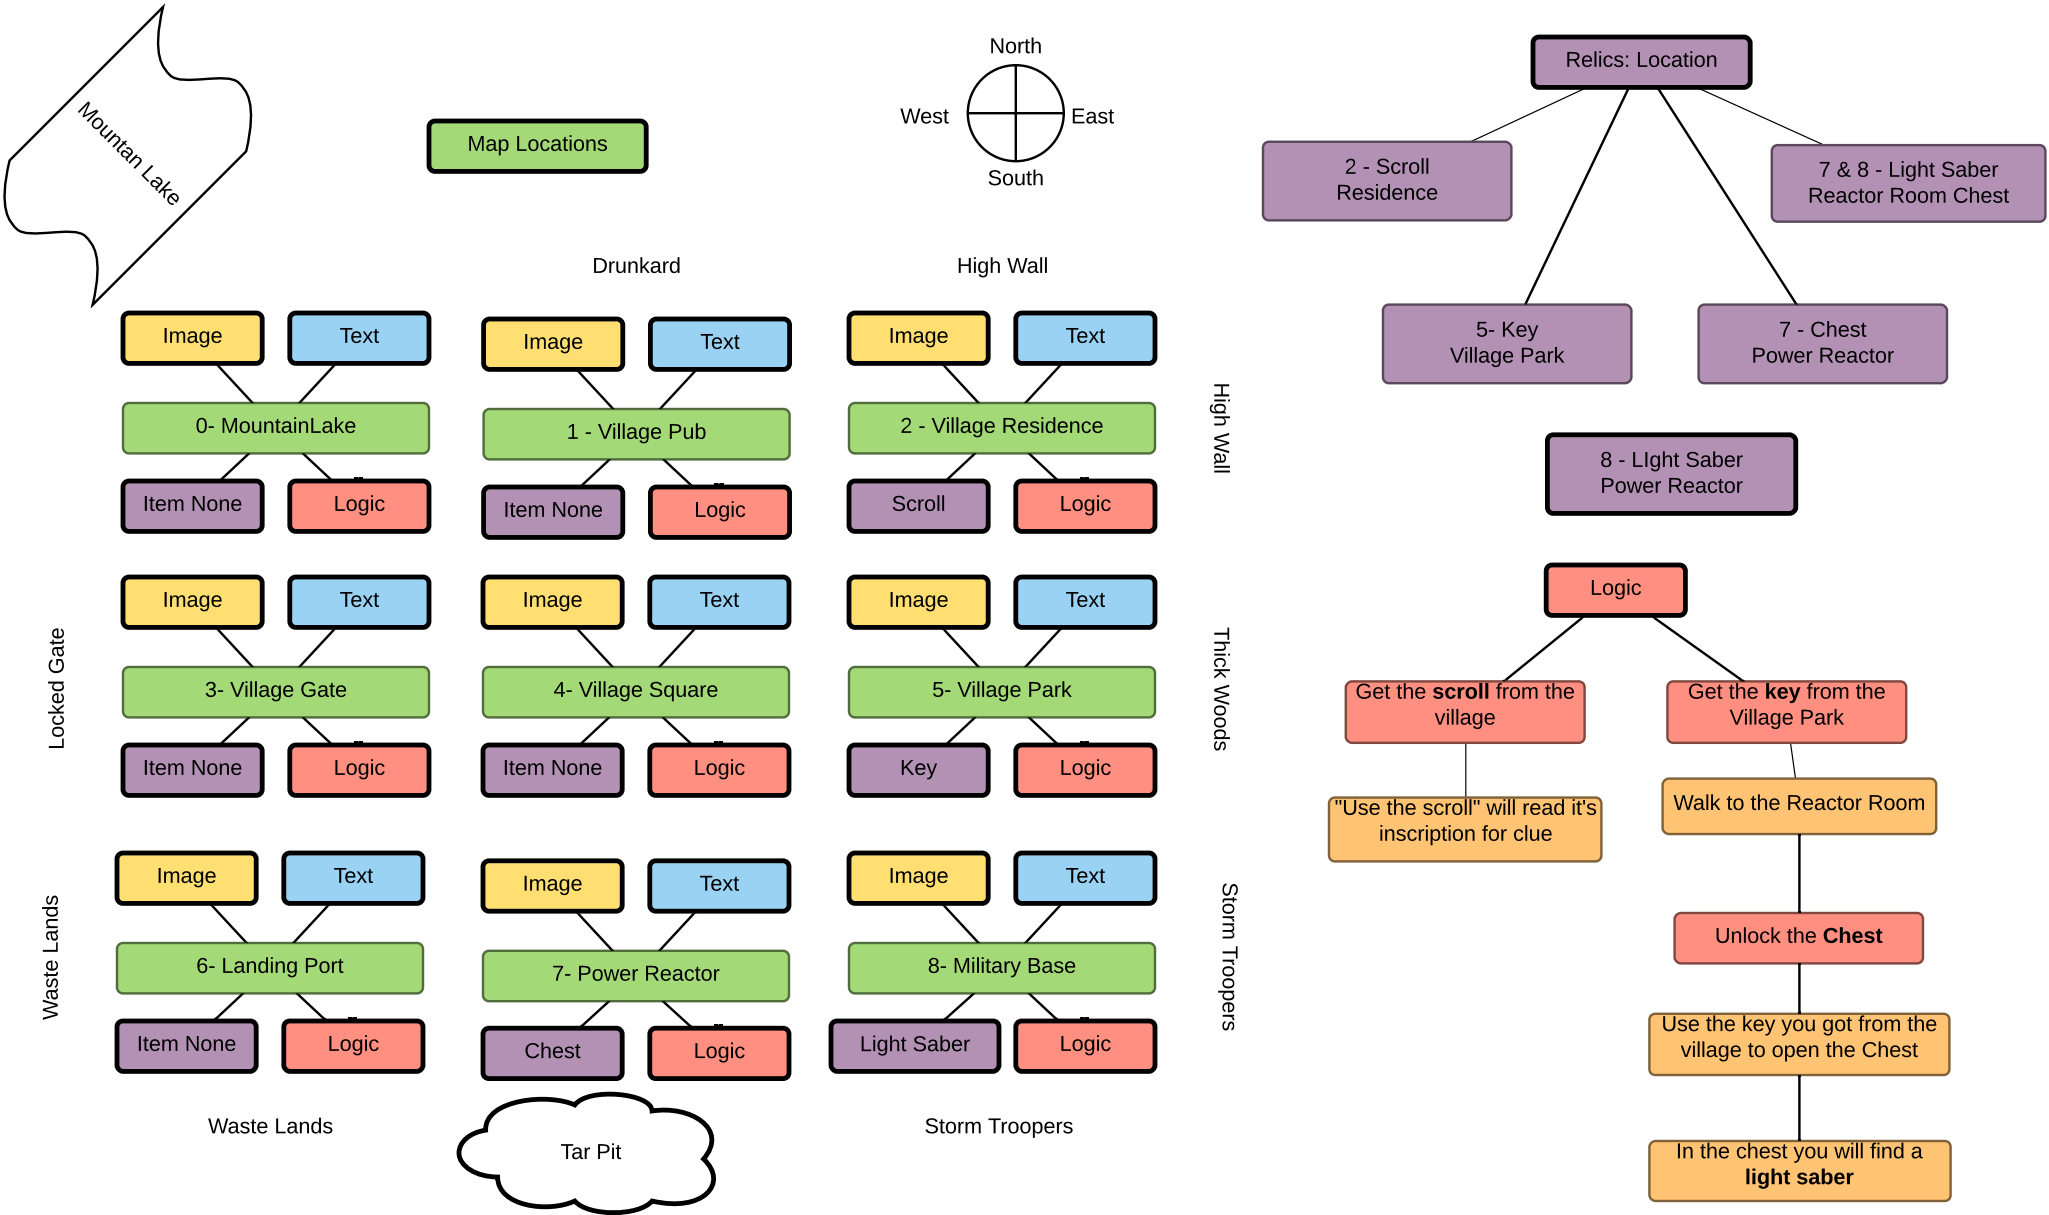 Mountan Lake
Map Locations
North
West
East
South
Drunkard
High Wall
Image
Text
Image
Text
Image
Text
0- MountainLake
1 - Village Pub
2 - Village Residence
High Wall
Item None
Logic
Item None
Logic
Scroll
Logic
Locked Gate
Image
Text
Image
Text
Image
Text
3- Village Gate
4- Village Square
5- Village Park
Thick Woods
Item None
Logic
Item None
Logic
Key
Logic
Waste Lands
Image
Text
Image
Text
Image
Text
6- Landing Port
7- Power Reactor
8- Military Base
Storm Troopers
Item None
Logic
Chest
Logic
Light Saber
Logic
Waste Lands
Tar Pit
Storm Troopers
Relics: Location
2 - Scroll
Residence
7 & 8 - Light Saber
Reactor Room Chest
5- Key
Village Park
7 - Chest
Power Reactor
8 - LIght Saber
Power Reactor
Logic
Get the scroll from the
village
Get the key from the
Village Park
"Use the scroll" will read it's
inscription for clue
Walk to the Reactor Room
Unlock the Chest
Use the key you got from the
village to open the Chest
In the chest you will find a
light saber